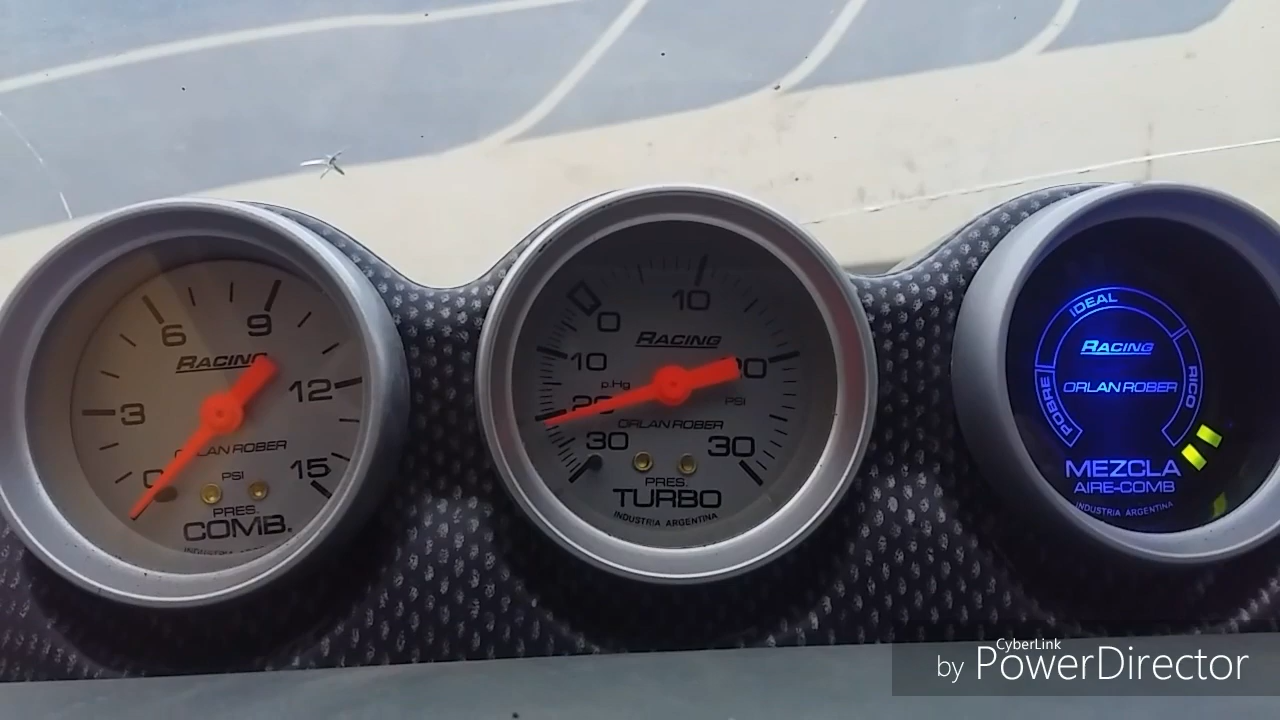 6
9
RACING
3
12
ORLAN ROBER
0
PSI
15
PRES.
COMB.
INDUSTRIA
10
0
RACING
10
20
p.Hg
20
PSI
ORLAN ROBER
30
30
PRES.
TURBO
INDUSTRIA ARGENTINA
IDEAL
RACING
POBRE
ORLAN ROBER
RICO
MEZCLA
AIRE-COMB
INDUSTRIA ARGENTINA
CyberLink
by PowerDirector